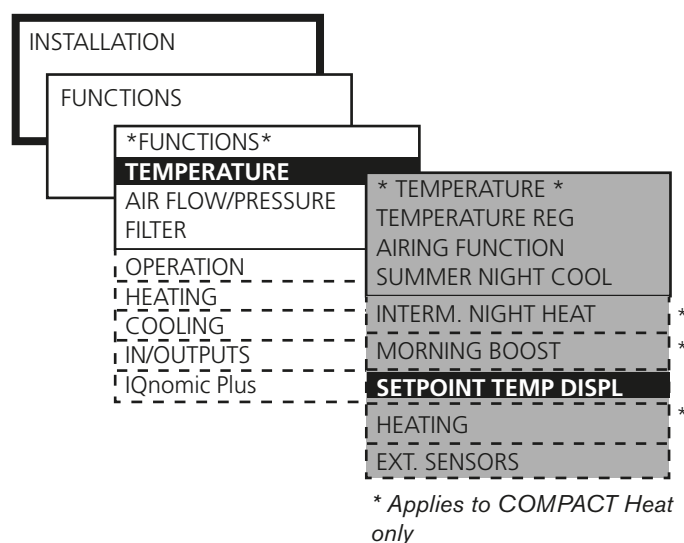 INSTALLATION
FUNCTIONS
*FUNCTIONS*
TEMPERATURE
AIR FLOW/PRESSURE
FILTER
OPERATION
HEATING
COOLING
IN/OUTPUTS
IQnomic Plus
* TEMPERATURE *
TEMPERATURE REG
AIRING FUNCTION
SUMMER NIGHT COOL
INTERM. NIGHT HEAT *
MORNING BOOST *
SETPOINT TEMP DISPL
HEATING *
EXT. SENSORS
* Applies to COMPACT Heat
only